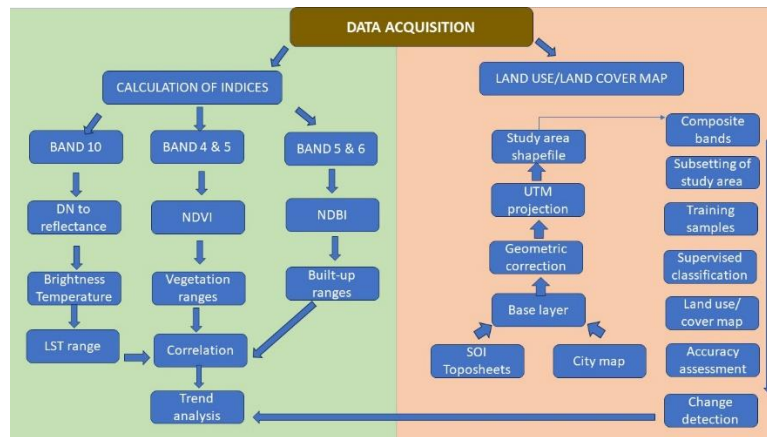 DATA ACQUISITION
CALCULATION OF INDICES
BAND 10
BAND 4 & 5
BAND 5 & 6
DN to
reflectance
NDVI
NDBI
Brightness
Temperature
Vegetation
ranges
Built-up
ranges
LST range
Correlation
Trend
analysis
LAND USE/LAND COVER MAP
Study area
shapefile
UTM
projection
Geometric
correction
Base layer
SOI
Toposheets
City map
Composite
bands
Subsetting of
study area
Training
samples
Supervised
classification
Land use/
cover map
Accuracy
assessment
Change
detection